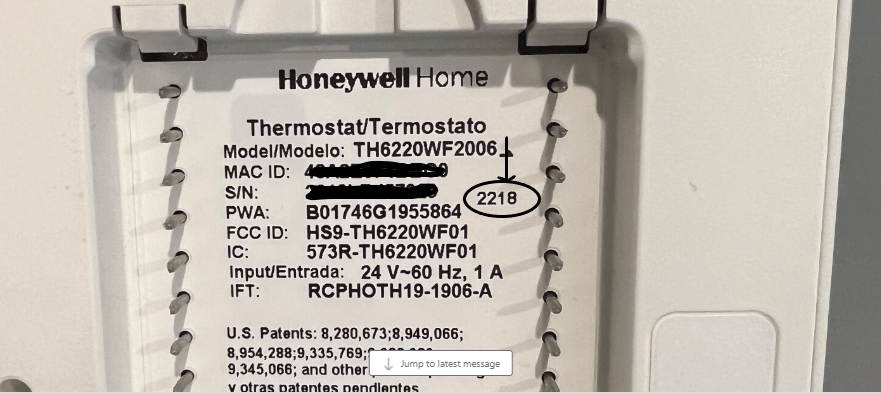 Honeywell Home
Thermostat/Termostato
Model/Modelo: TH6220WF2006
MAC ID:
S/N:
2218
PWA: B01746G1955864
FCC ID: HS9-TH6220WF01
IC: 573R-TH6220WF01
Input/Entrada: 24 V~60 Hz, 1 A
IFT: RCPHOTH19-1906-A
U.S. Patents: 8,280,673;8,949,066;
8,954,288;9,335,769;
9,345,066; and other
Jump to latest message
y otras patentes pendientes